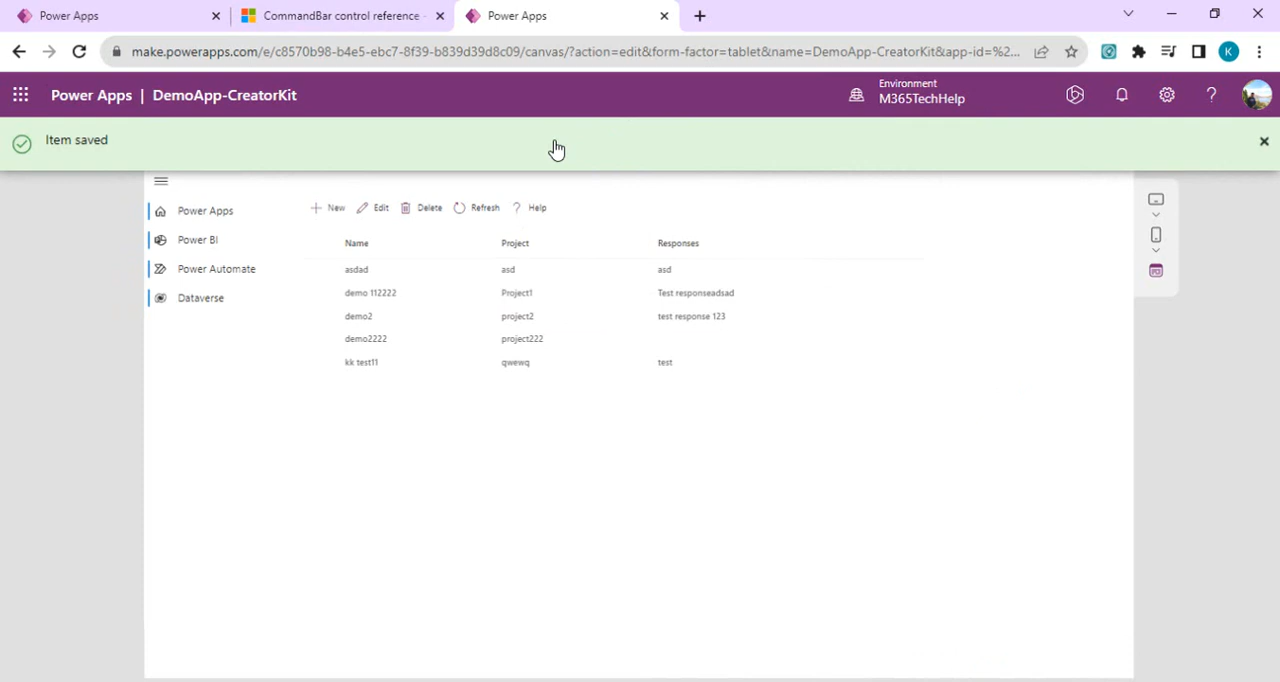 Power Apps
CommandBar control reference -
Power Apps
make.powerapps.com/e/c8570b98-b4e5-ebc7-8f39-b839d39d8c09/canvas/?action=edit&form-factor=tablet&name=DemoApp-CreatorKit&app-id=%2...
K
Power Apps | DemoApp-CreatorKit
Environment
M365TechHelp
?
Item saved
New Edit Delete Refresh ? Help
Power Apps
Power BI
Power Automate
Dataverse
Name Project Responses
asdad asd asd
demo 112222 Project1 Test responseadsad
demo2 project2 test response 123
demo2222 project222
kk test11 qwewq test